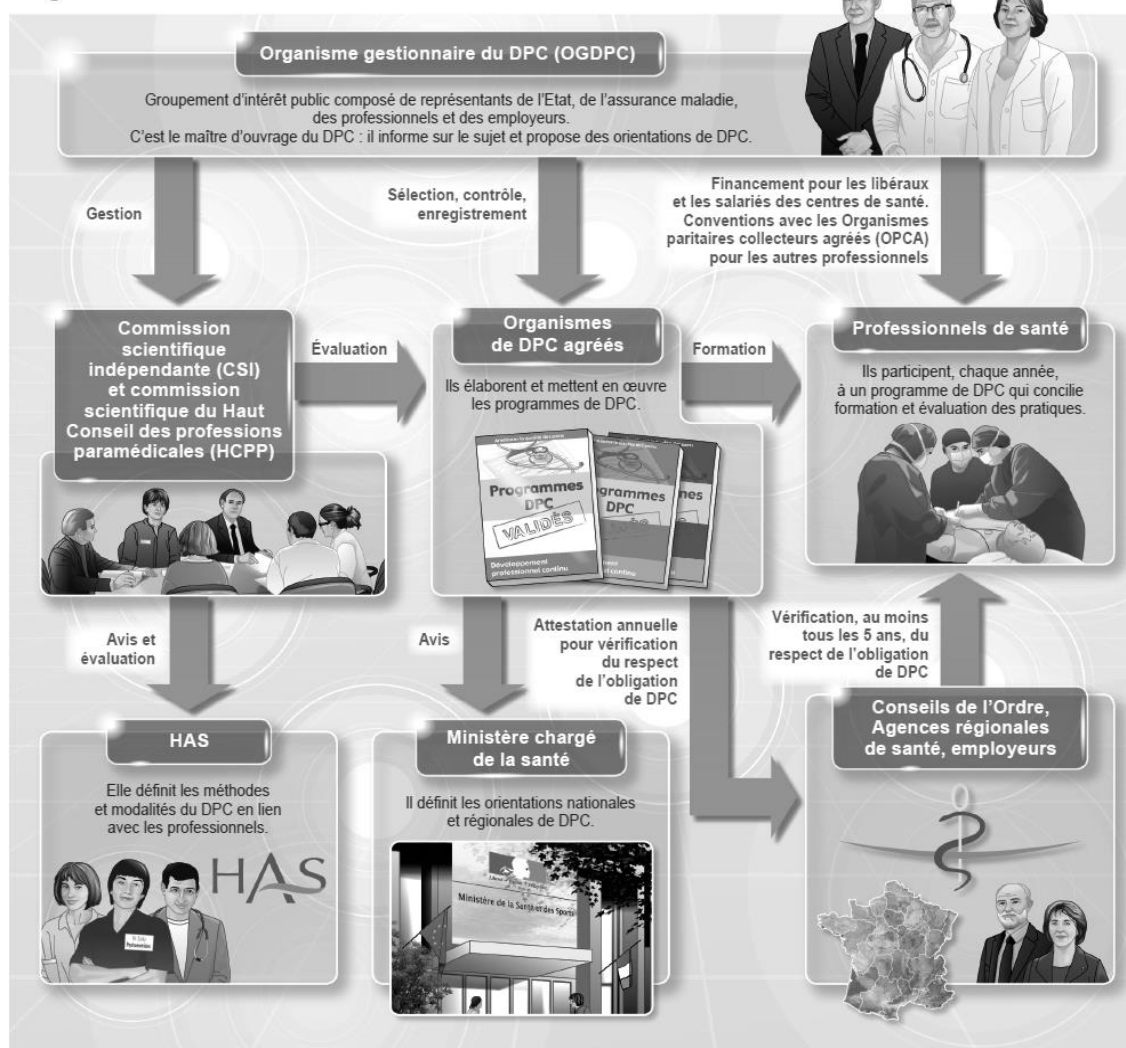 Organisme gestionnaire du DPC (OGDPC)
Groupement d'intérêt public composé de représentants de l'Etat, de l'assurance maladie,
des professionnels et des employeurs.
C'est le maître d'ouvrage du DPC : il informe sur le sujet et propose des orientations de DPC.
Gestion
Sélection, contrôle,
enregistrement
Financement pour les libéraux
et les salariés des centres de santé.
Conventions avec les Organismes
paritaires collecteurs agréés (OPCA)
pour les autres professionnels
Commission
scientifique
indépendante (CSI)
et commission
scientifique du Haut
Conseil des professions
paramédicales (HCPP)
Évaluation
Organismes
de DPC agréés
Ils élaborent et mettent en œuvre
les programmes de DPC.
Programmes
DPC
VALIDÉS
Développement
professionnel continu
grammes
DPC
Formation
Professionnels de santé
Ils participent, chaque année,
à un programme de DPC qui concilie
formation et évaluation des pratiques.
Avis et
évaluation
Avis
Attestation annuelle
pour vérification
du respect
de l'obligation
de DPC
Vérification, au moins
tous les 5 ans, du
respect de l'obligation
de DPC
HAS
Elle définit les méthodes
et modalités du DPC en lien
avec les professionnels.
HAS
Ministère chargé
de la santé
Il définit les orientations nationales
et régionales de DPC.
Ministère de la Santé et des Sports
Conseils de l'Ordre,
Agences régionales
de santé, employeurs